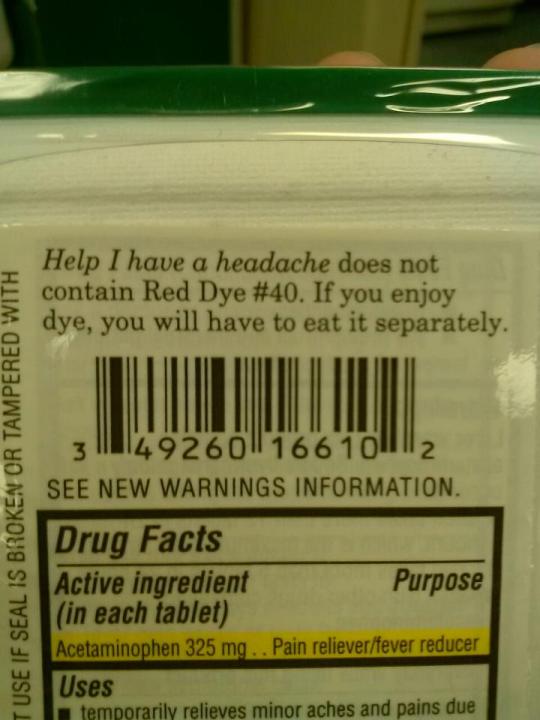 Help I have a headache does not
contain Red Dye #40. If you enjoy
dye, you will have to eat it separately.
3 49260 16610 2
SEE NEW WARNINGS INFORMATION.
Drug Facts
Active ingredient Purpose
(in each tablet)
Acetaminophen 325 mg . . Pain reliever/fever reducer
Uses
■ temporarily relieves minor aches and pains due
T USE IF SEAL IS BROKEN OR TAMPERED WITH